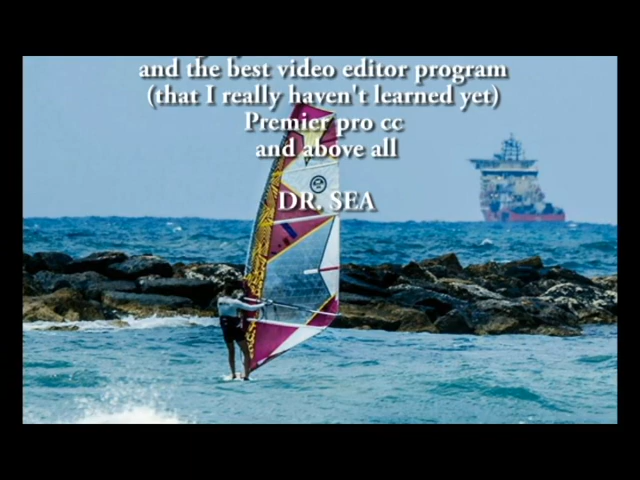 and the best video editor program
(that I really haven't learned yet)
Premier pro cc
and above all
DR. SEA